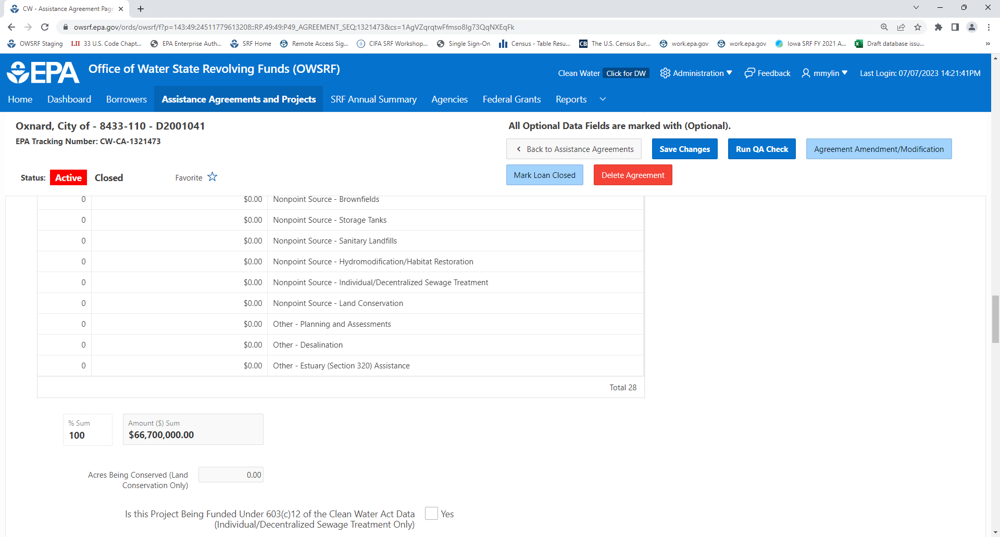 CW - Assistance Agreement Page
owsrf.epa.gov/ords/owsrf/f?p=143:49:24511779613208::RP,49:49:P49_AGREEMENT_SEQ:1321473&cs=1AgVZqrqtwFfmso8Ig73QqNXEqFk
OWSRF Staging LII 33 U.S. Code Chapt... EPA Enterprise Auth... SRF Home Remote Access Sig... CIFA SRF Workshop... Single Sign-On Census - Table Resu... CB The U.S. Census Bur... work.epa.gov work.epa.gov Iowa SRF FY 2021 A... Draft database issu... »
EPA Office of Water State Revolving Funds (OWSRF)
Clean Water Click for DW Administration Feedback mmylin Last Login: 07/07/2023 14:21:41PM
Home Dashboard Borrowers Assistance Agreements and Projects SRF Annual Summary Agencies Federal Grants Reports
Oxnard, City of - 8433-110 - D2001041
All Optional Data Fields are marked with (Optional).
EPA Tracking Number: CW-CA-1321473
Back to Assistance Agreements Save Changes Run QA Check Agreement Amendment/Modification
Status: Active Closed Favorite
Mark Loan Closed Delete Agreement
0 $0.00 Nonpoint Source - Brownfields
0 $0.00 Nonpoint Source - Storage Tanks
0 $0.00 Nonpoint Source - Sanitary Landfills
0 $0.00 Nonpoint Source - Hydromodification/Habitat Restoration
0 $0.00 Nonpoint Source - Individual/Decentralized Sewage Treatment
0 $0.00 Nonpoint Source - Land Conservation
0 $0.00 Other - Planning and Assessments
0 $0.00 Other - Desalination
0 $0.00 Other - Estuary (Section 320) Assistance
Total 28
% Sum
100
Amount ($) Sum
$66,700,000.00
Acres Being Conserved (Land
Conservation Only)
0.00
Is this Project Being Funded Under 603(c)12 of the Clean Water Act Data
(Individual/Decentralized Sewage Treatment Only)
Yes